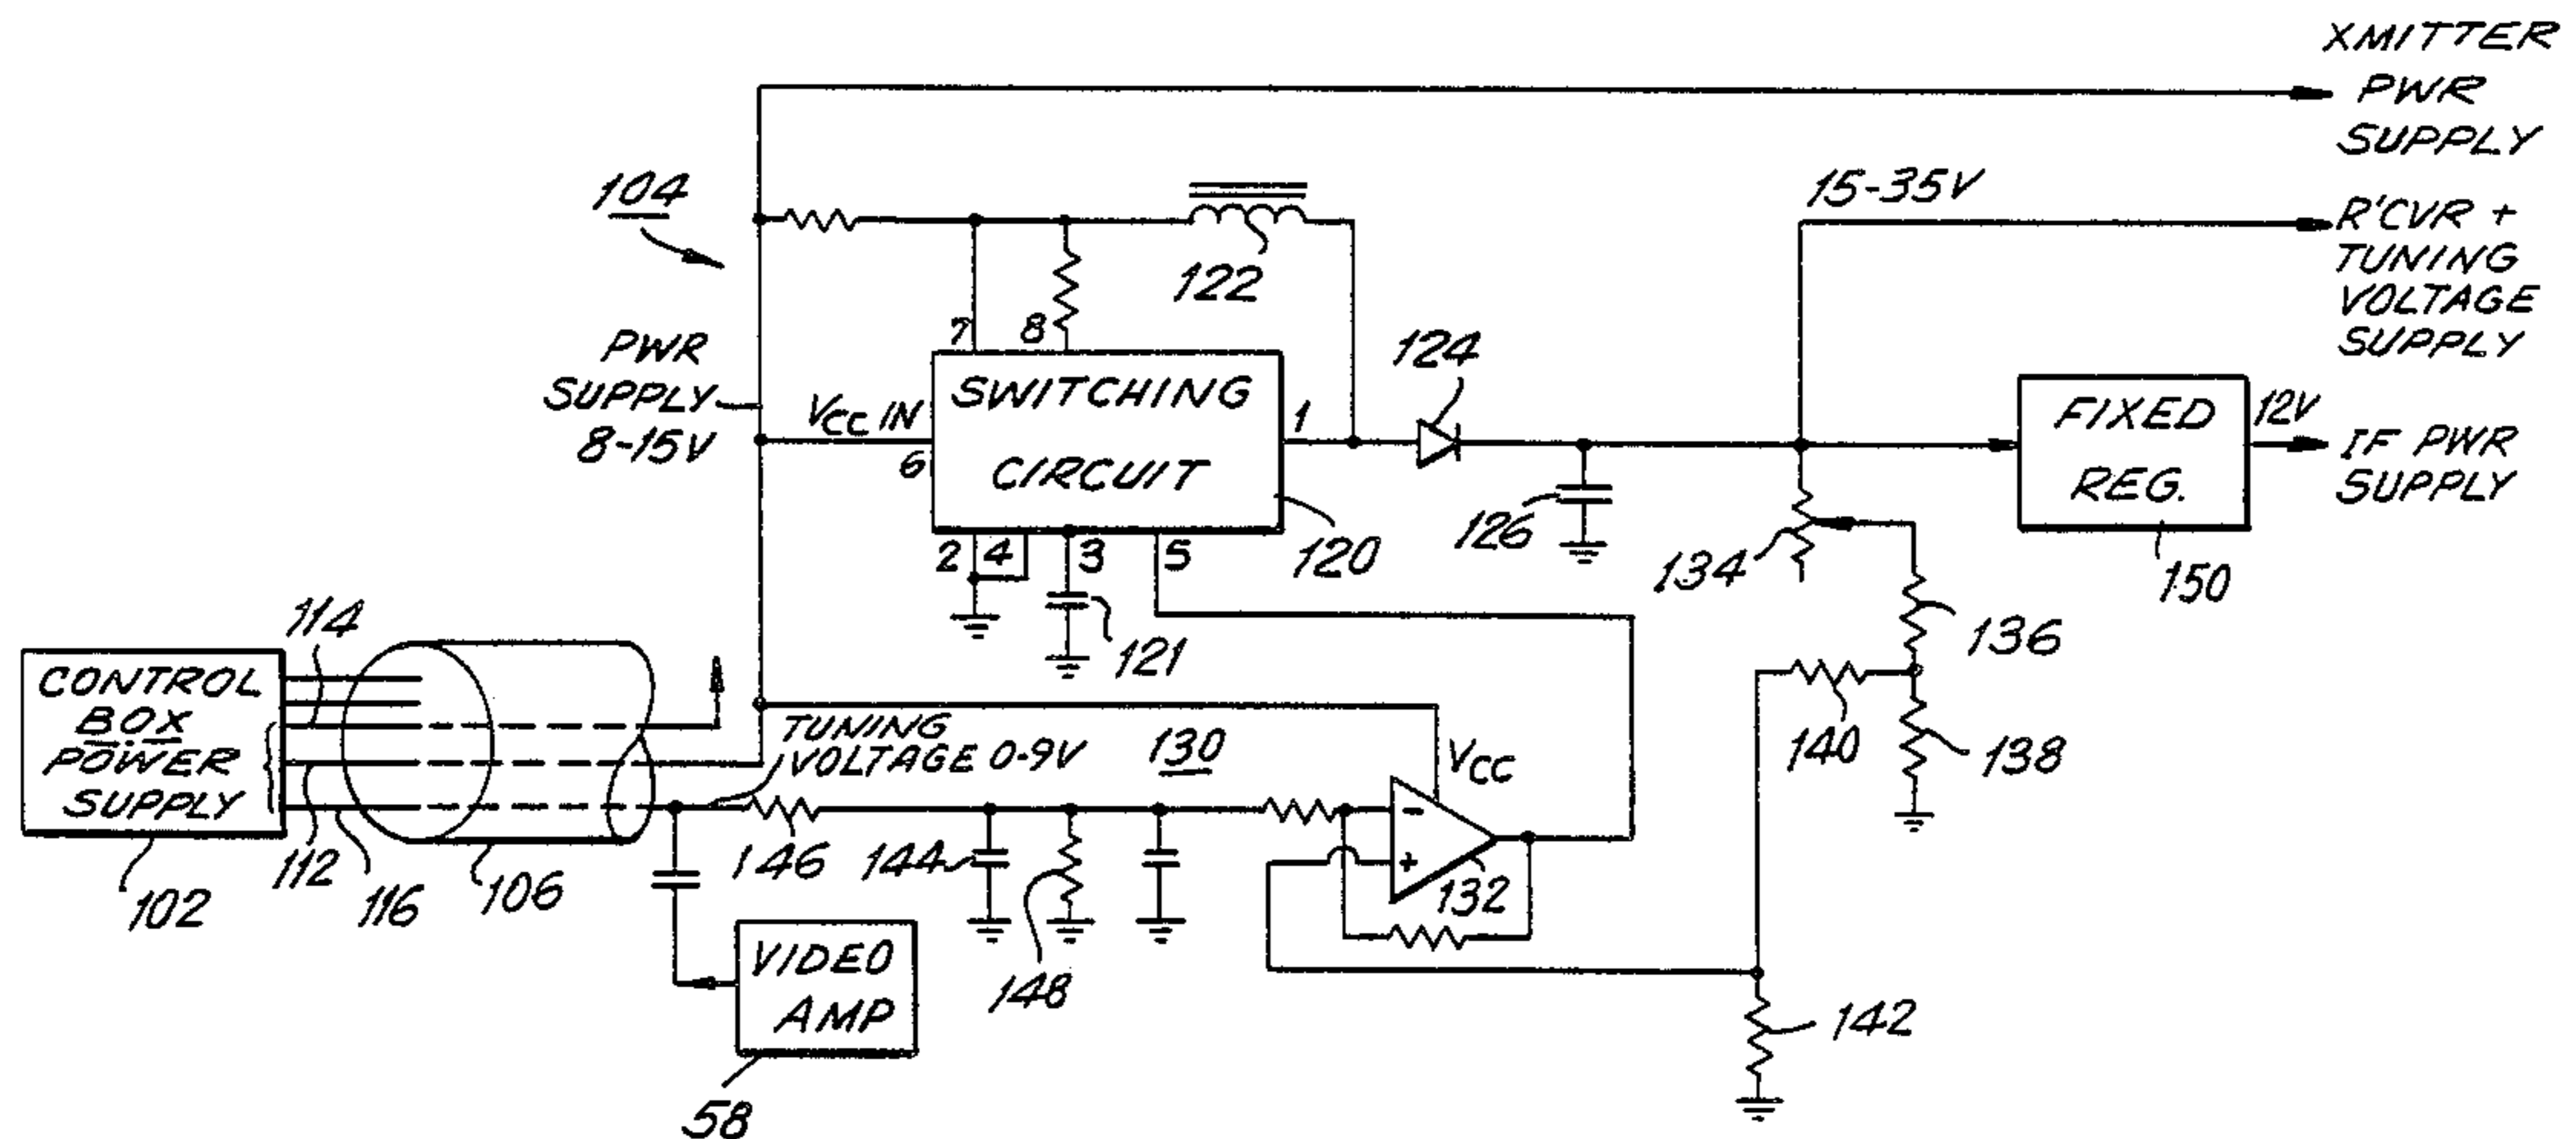 XMITTER
PWR
SUPPLY
104
15-35V
R'CVR +
TUNING
VOLTAGE
SUPPLY
122
7
8
PWR
SUPPLY
8-15V
VCC IN
6
SWITCHING
CIRCUIT
1
124
FIXED
REG.
12V
IF PWR
SUPPLY
126
134
150
2
4
3
5
120
121
136
114
CONTROL
BOX
POWER
SUPPLY
TUNING
VOLTAGE 0-9V
130
VCC
140
138
102
112
116
106
146
144
148
-
+
132
VIDEO
AMP
58
142